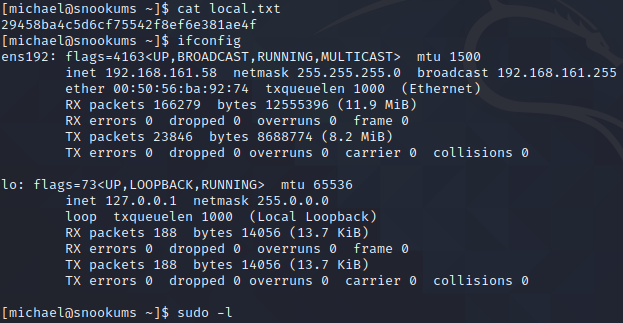 [michael@snookums ~]$ cat local.txt
29458ba4c5d6cf75542f8ef6e381ae4f
[michael@snookums ~]$ ifconfig
ens192: flags=4163<UP,BROADCAST,RUNNING,MULTICAST>  mtu 1500
        inet 192.168.161.58  netmask 255.255.255.0  broadcast 192.168.161.255
        ether 00:50:56:ba:92:74  txqueuelen 1000  (Ethernet)
        RX packets 166279  bytes 12555396 (11.9 MiB)
        RX errors 0  dropped 0  overruns 0  frame 0
        TX packets 23846  bytes 8688774 (8.2 MiB)
        TX errors 0  dropped 0 overruns 0  carrier 0  collisions 0

lo: flags=73<UP,LOOPBACK,RUNNING>  mtu 65536
        inet 127.0.0.1  netmask 255.0.0.0
        loop  txqueuelen 1000  (Local Loopback)
        RX packets 188  bytes 14056 (13.7 KiB)
        RX errors 0  dropped 0  overruns 0  frame 0
        TX packets 188  bytes 14056 (13.7 KiB)
        TX errors 0  dropped 0 overruns 0  carrier 0  collisions 0

[michael@snookums ~]$ sudo -l